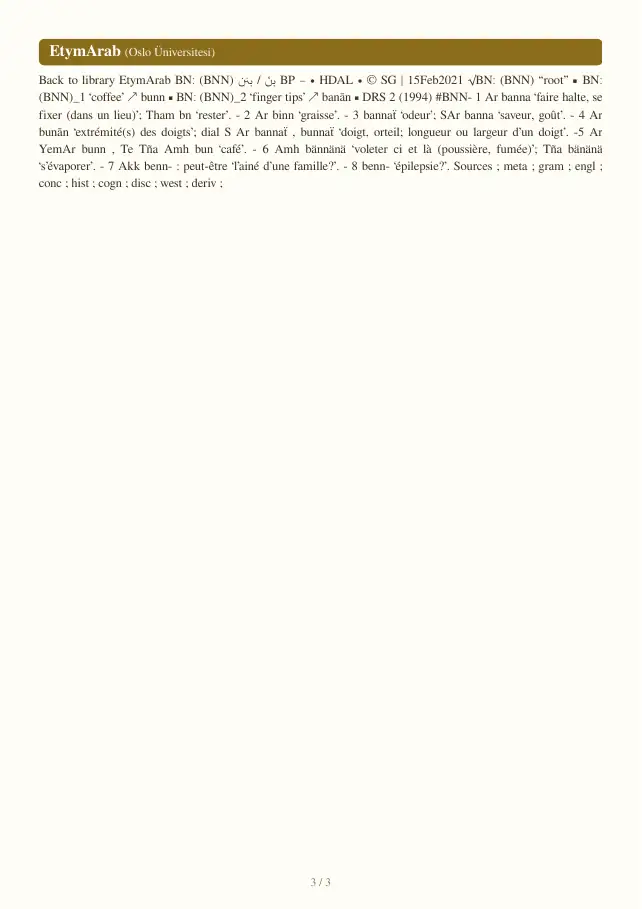 EtymArab (Oslo Üniversitesi)
Back to library EtymArab BN: (BNN) بنّ / بنن BP – • HDAL • © SG | 15Feb2021 √BN: (BNN) “root” ▪ BN:
(BNN)_1 ‘coffee’ ↗ bunn ▪ BN: (BNN)_2 ‘finger tips’ ↗ banān ▪ DRS 2 (1994) #BNN- 1 Ar banna ‘faire halte, se
fixer (dans un lieu)’; Tham bn ‘rester’. - 2 Ar binn ‘graisse’. - 3 bannaẗ ‘odeur’; SAr banna ‘saveur, goût’. - 4 Ar
bunān ‘extrémité(s) des doigts’; dial S Ar bannaẗ , bunnaẗ ‘doigt, orteil; longueur ou largeur d’un doigt’. -5 Ar
YemAr bunn , Te Tña Amh bun ‘café’. - 6 Amh bännänä ‘voleter ci et là (poussière, fumée)’; Tña bänänä
‘s’évaporer’. - 7 Akk benn- : peut-être ‘l’ainé d’une famille?’. - 8 benn- ‘épilepsie?’. Sources ; meta ; gram ; engl ;
conc ; hist ; cogn ; disc ; west ; deriv ;
3 / 3